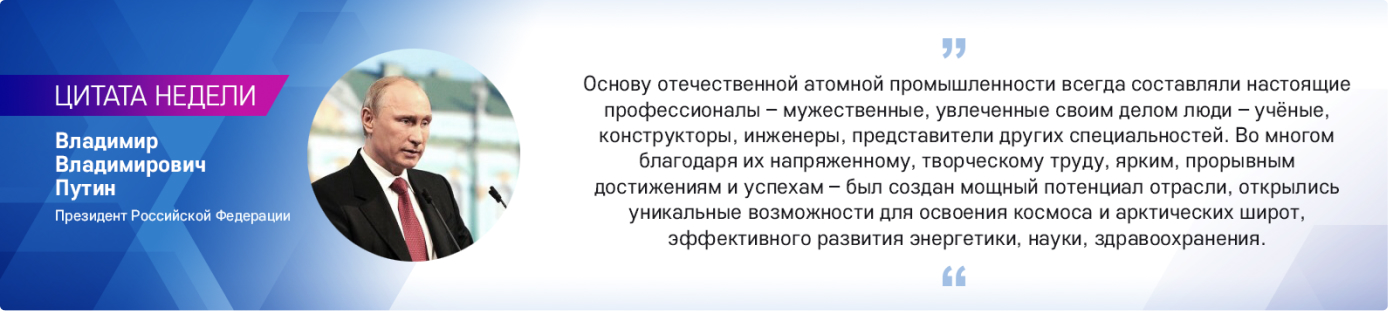 ЦИТАТА НЕДЕЛИ
Владимир
Владимирович
Путин
Президент Российской Федерации
”
Основу отечественной атомной промышленности всегда составляли настоящие
профессионалы – мужественные, увлеченные своим делом люди – учёные,
конструкторы, инженеры, представители других специальностей. Во многом
благодаря их напряженному, творческому труду, ярким, прорывным
достижениям и успехам – был создан мощный потенциал отрасли, открылись
уникальные возможности для освоения космоса и арктических широт,
эффективного развития энергетики, науки, здравоохранения.
“